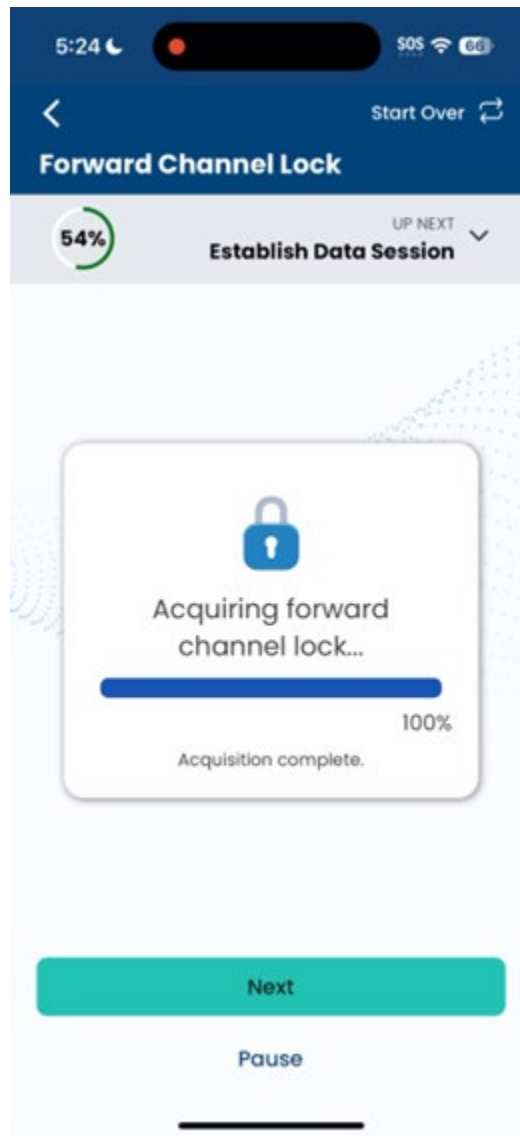 5:24
SOS 66
Start Over
Forward Channel Lock
54%
UP NEXT
Establish Data Session
Acquiring forward
channel lock...
100%
Acquisition complete.
Next
Pause